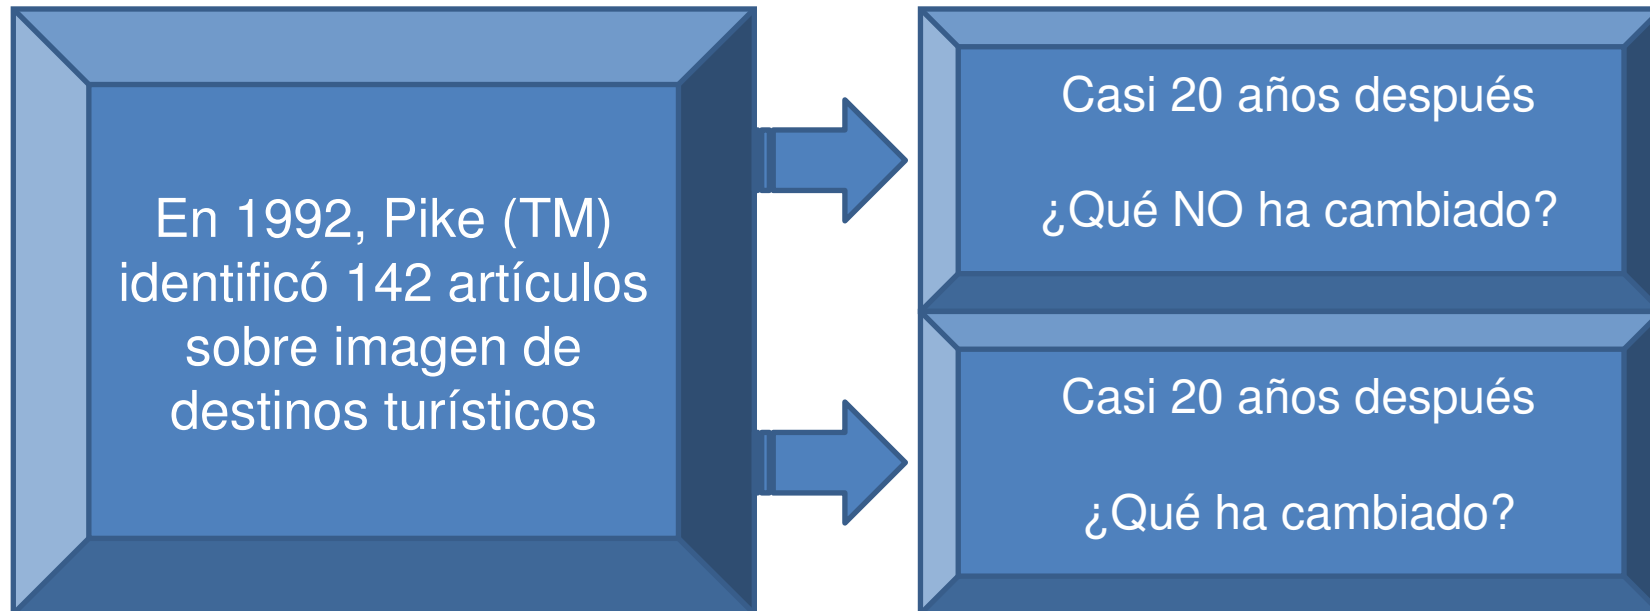 En 1992, Pike (TM)
identificó 142 artículos
sobre imagen de
destinos turísticos
Casi 20 años después
¿Qué NO ha cambiado?
Casi 20 años después
¿Qué ha cambiado?